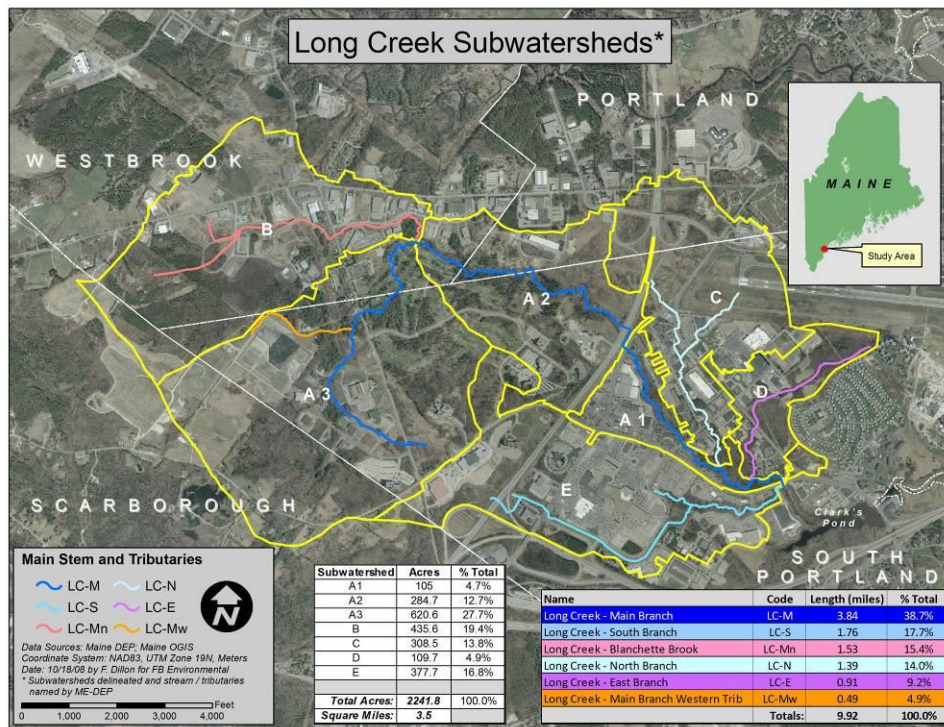 Long Creek Subwatersheds*
PORTLAND
WESTBROOK
MAINE
Study Area
B
A2
C
D
A3
A1
E
SCARBOROUGH
Clark's
Pond
SOUTH
PORTLAND
Main Stem and Tributaries
LC-M LC-N
LC-S LC-E
LC-Mn LC-Mw
N
Data Sources: Maine DEP; Maine OGIS
Coordinate System: NAD83, UTM Zone 19N, Meters
Date: 10/18/08 by F. Dillon for FB Environmental
* Subwatersheds delineated and stream / tributaries
named by ME-DEP
0 1,000 2,000 3,000 4,000
Feet
Subwatershed Acres % Total
A1 105 4.7%
A2 284.7 12.7%
A3 620.6 27.7%
B 435.6 19.4%
C 308.5 13.8%
D 109.7 4.9%
E 377.7 16.8%
Total Acres: 2241.8 100.0%
Square Miles: 3.5
Name Code Length (miles) % Total
Long Creek - Main Branch LC-M 3.84 38.7%
Long Creek - South Branch LC-S 1.76 17.7%
Long Creek - Blanchette Brook LC-Mn 1.53 15.4%
Long Creek - North Branch LC-N 1.39 14.0%
Long Creek - East Branch LC-E 0.91 9.2%
Long Creek - Main Branch Western Trib LC-Mw 0.49 4.9%
Totals: 9.92 100.0%